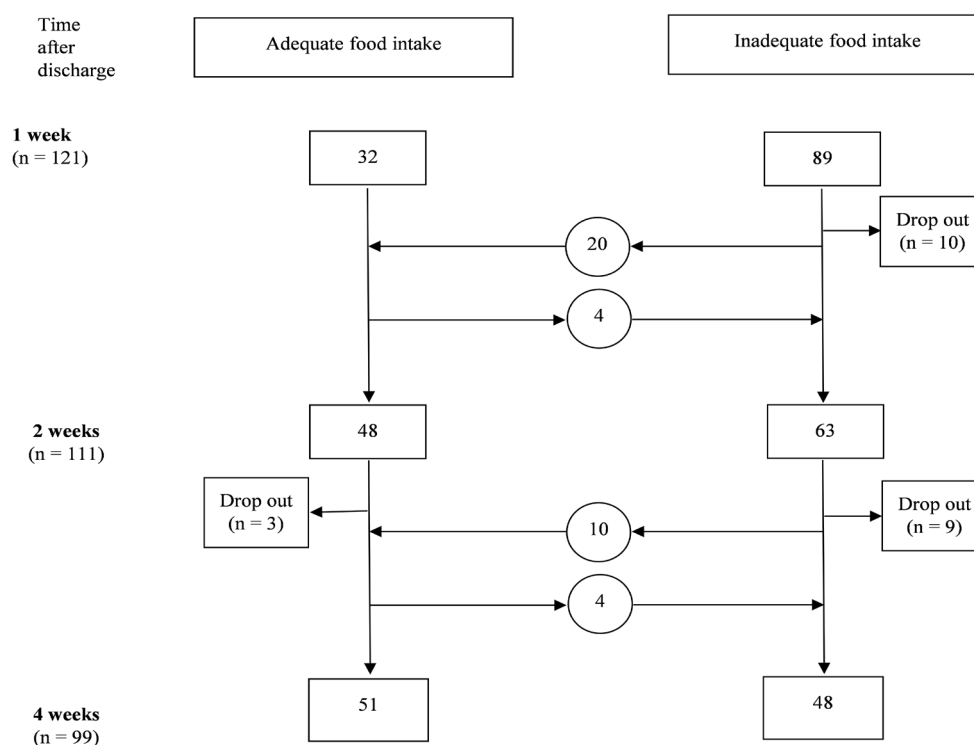 Time
after
discharge
Adequate food intake
Inadequate food intake
1 week
(n = 121)
32
89
Drop out
(n = 10)
20
4
2 weeks
(n = 111)
48
63
Drop out
(n = 3)
Drop out
(n = 9)
10
4
4 weeks
(n = 99)
51
48